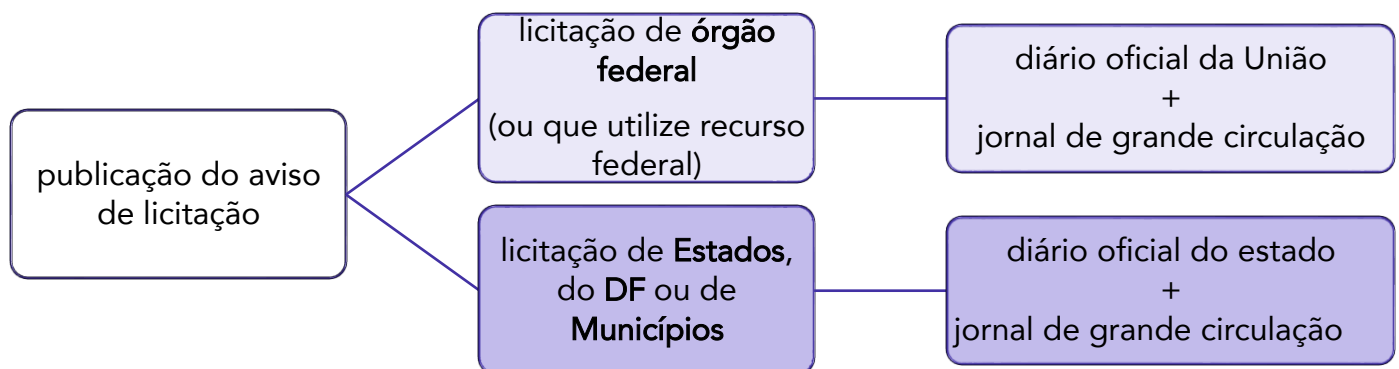 publicação do aviso
de licitação
licitação de órgão
federal
(ou que utilize recurso
federal)
diário oficial da União
+
jornal de grande circulação
licitação de Estados,
do DF ou de
Municípios
diário oficial do estado
+
jornal de grande circulação